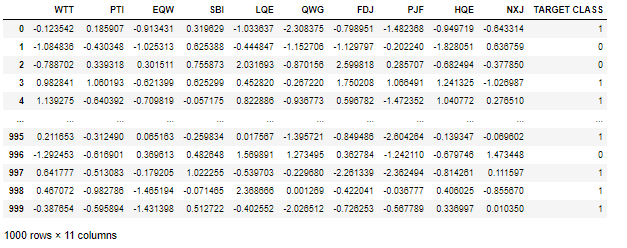 WTT PTI EQW SBI LQE QWG FDJ PJF HQE NXJ TARGET CLASS
0 -0.123542 0.185907 -0.913431 0.319629 -1.033637 -2.308375 -0.798951 -1.482368 -0.949719 -0.643314 1
1 -1.084836 -0.430348 -1.025313 0.625388 -0.444847 -1.152706 -1.129797 -0.202240 -1.828051 0.636759 0
2 -0.788702 0.339318 0.301511 0.755873 2.031693 -0.870156 2.599818 0.285707 -0.682494 -0.377850 0
3 0.982841 1.060193 -0.621399 0.625299 0.452820 -0.267220 1.750208 1.066491 1.241325 -1.026987 1
4 1.139275 -0.640392 -0.709819 -0.057175 0.822886 -0.936773 0.596782 -1.472352 1.040772 0.276510 1
... ... ... ... ... ... ... ... ... ... ... ...
995 0.211653 -0.312490 0.065163 -0.259834 0.017567 -1.395721 -0.849486 -2.604264 -0.139347 -0.069602 1
996 -1.292453 -0.616901 0.369613 0.482648 1.569891 1.273495 0.362784 -1.242110 -0.679746 1.473448 0
997 0.641777 -0.513083 -0.179205 1.022255 -0.539703 -0.229680 -2.261339 -2.362494 -0.814261 0.111597 1
998 0.467072 -0.982786 -1.465194 -0.071465 2.368666 0.001269 -0.422041 -0.036777 0.406025 -0.855670 1
999 -0.387654 -0.595894 -1.431398 0.512722 -0.402552 -2.026512 -0.726253 -0.567789 0.336997 0.010350 1
1000 rows × 11 columns